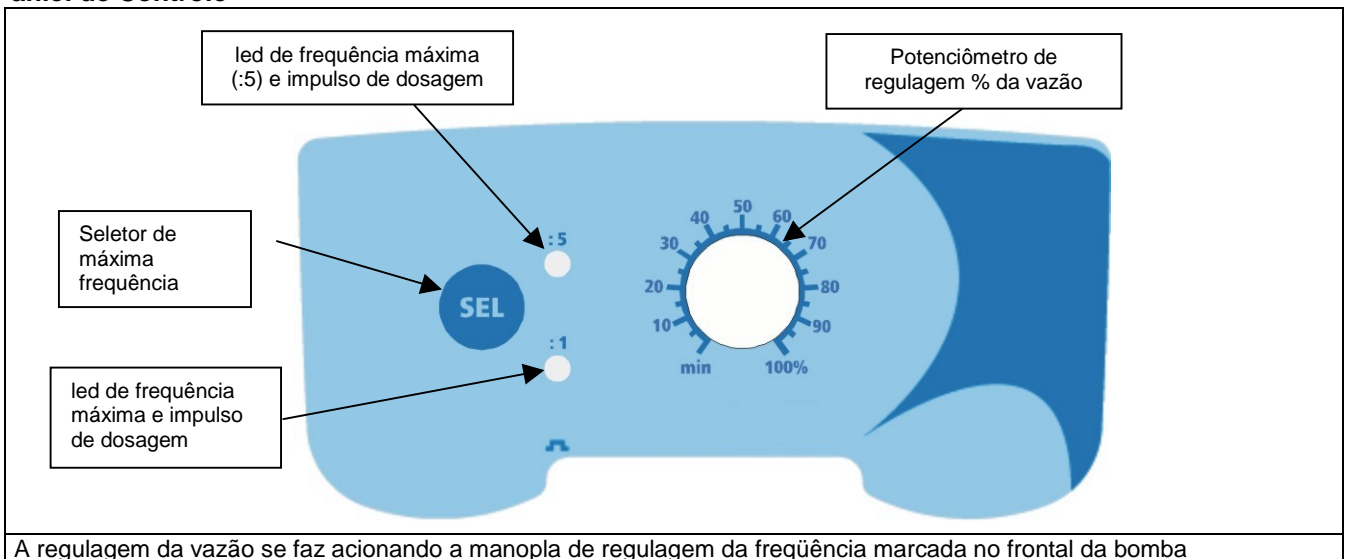 led de frequência máxima
(:5) e impulso de dosagem
Potenciômetro de
regulagem % da vazão
Seletor de
máxima
frequência
led de frequência
máxima e impulso
de dosagem
SEL
: 5
: 1
min
10
20
30
40
50
60
70
80
90
100%
A regulagem da vazão se faz acionando a manopla de regulagem da freqüência marcada no frontal da bomba